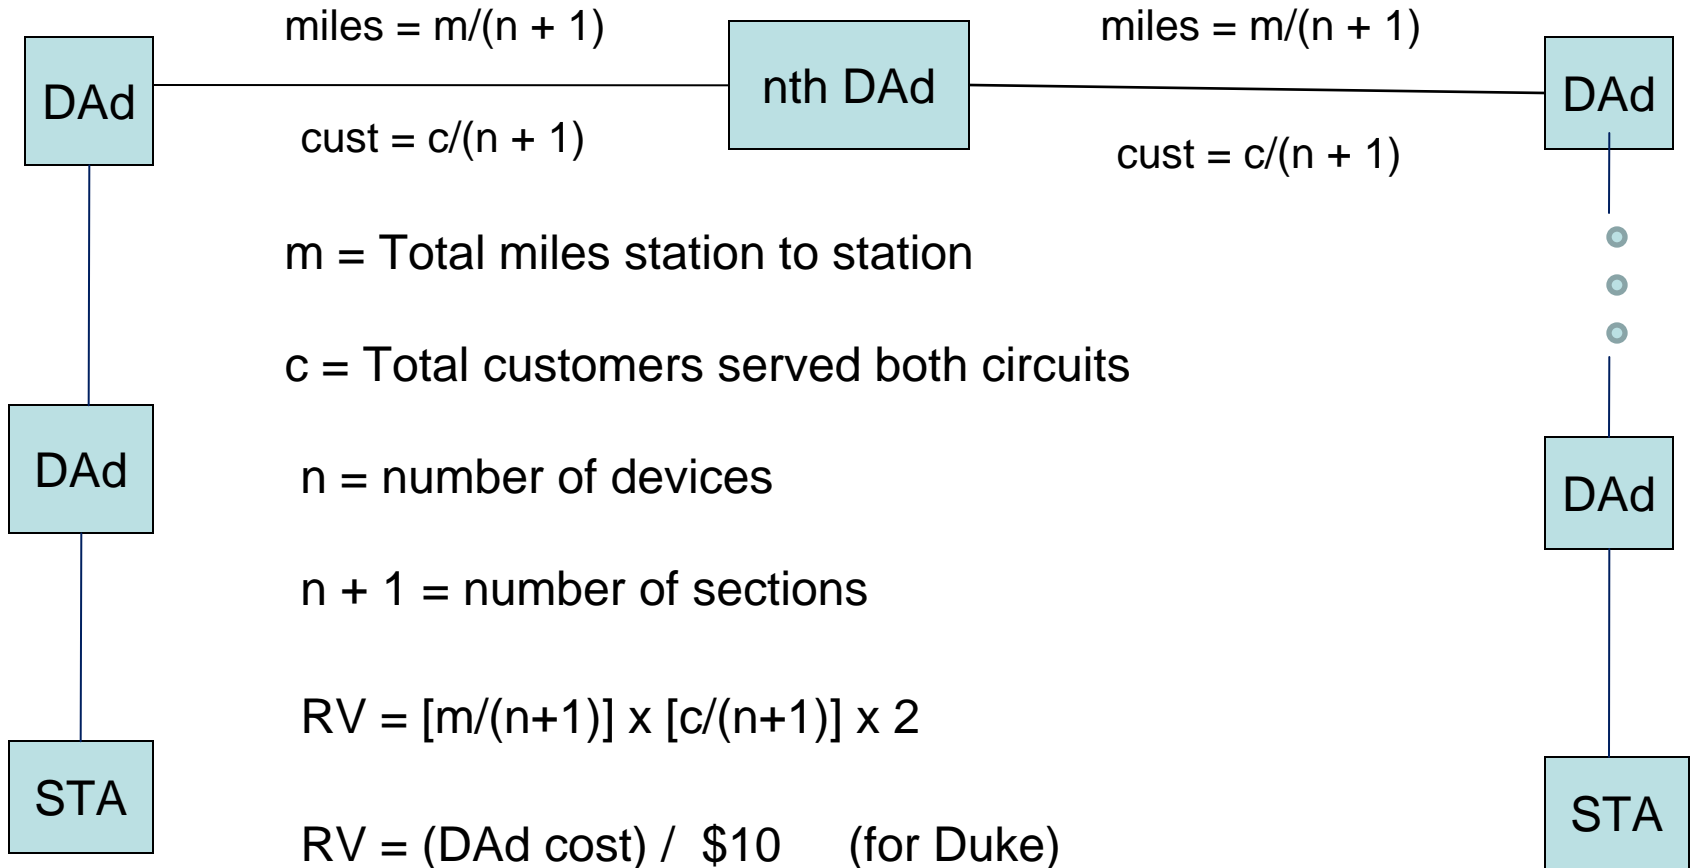 miles = m/(n + 1)
miles = m/(n + 1)
DAd
nth DAd
DAd
cust = c/(n + 1)
cust = c/(n + 1)
m = Total miles station to station
c = Total customers served both circuits
DAd
n = number of devices
DAd
n + 1 = number of sections
RV = [m/(n+1)] x [c/(n+1)] x 2
STA
STA
RV = (DAd cost) / $10 (for Duke)